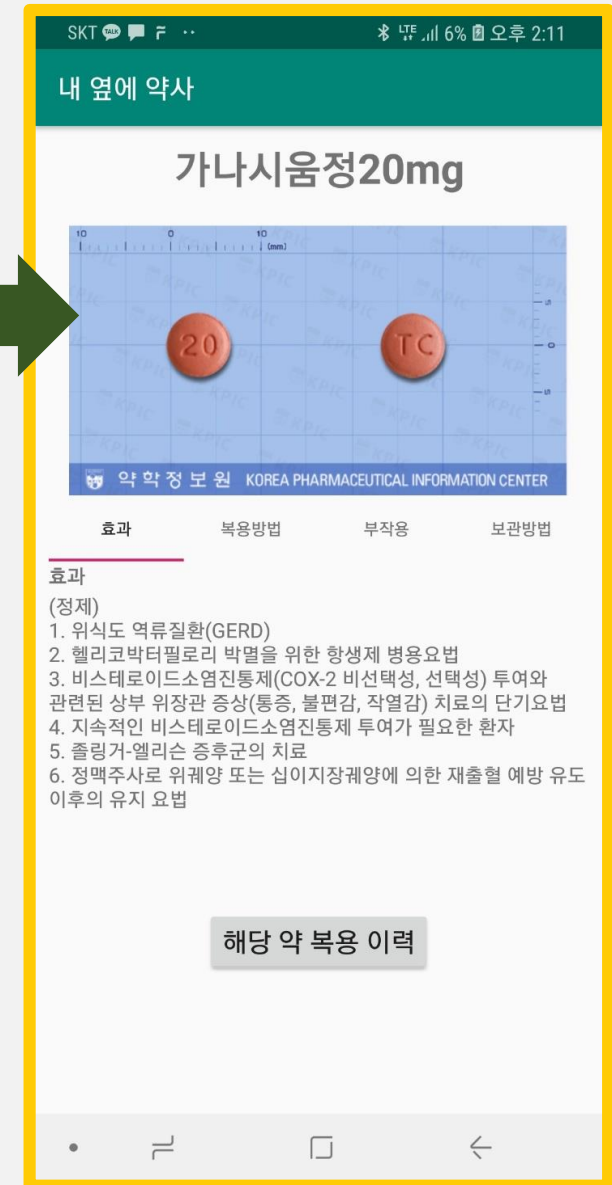 SKT TALK ··
LTE 6% 오후 2:11
내 옆에 약사
가나시움정20mg
10 0 10
(mm)
5
0
5
20
TC
약학정보원 KOREA PHARMACEUTICAL INFORMATION CENTER
효과 복용방법 부작용 보관방법
효과
(정제)
1. 위식도 역류질환(GERD)
2. 헬리코박터필로리 박멸을 위한 항생제 병용요법
3. 비스테로이드소염진통제(COX-2 비선택성, 선택성) 투여와
관련된 상부 위장관 증상(통증, 불편감, 작열감) 치료의 단기요법
4. 지속적인 비스테로이드소염진통제 투여가 필요한 환자
5. 졸링거-엘리슨 증후군의 치료
6. 정맥주사로 위궤양 또는 십이지장궤양에 의한 재출혈 예방 유도
이후의 유지 요법
해당 약 복용 이력